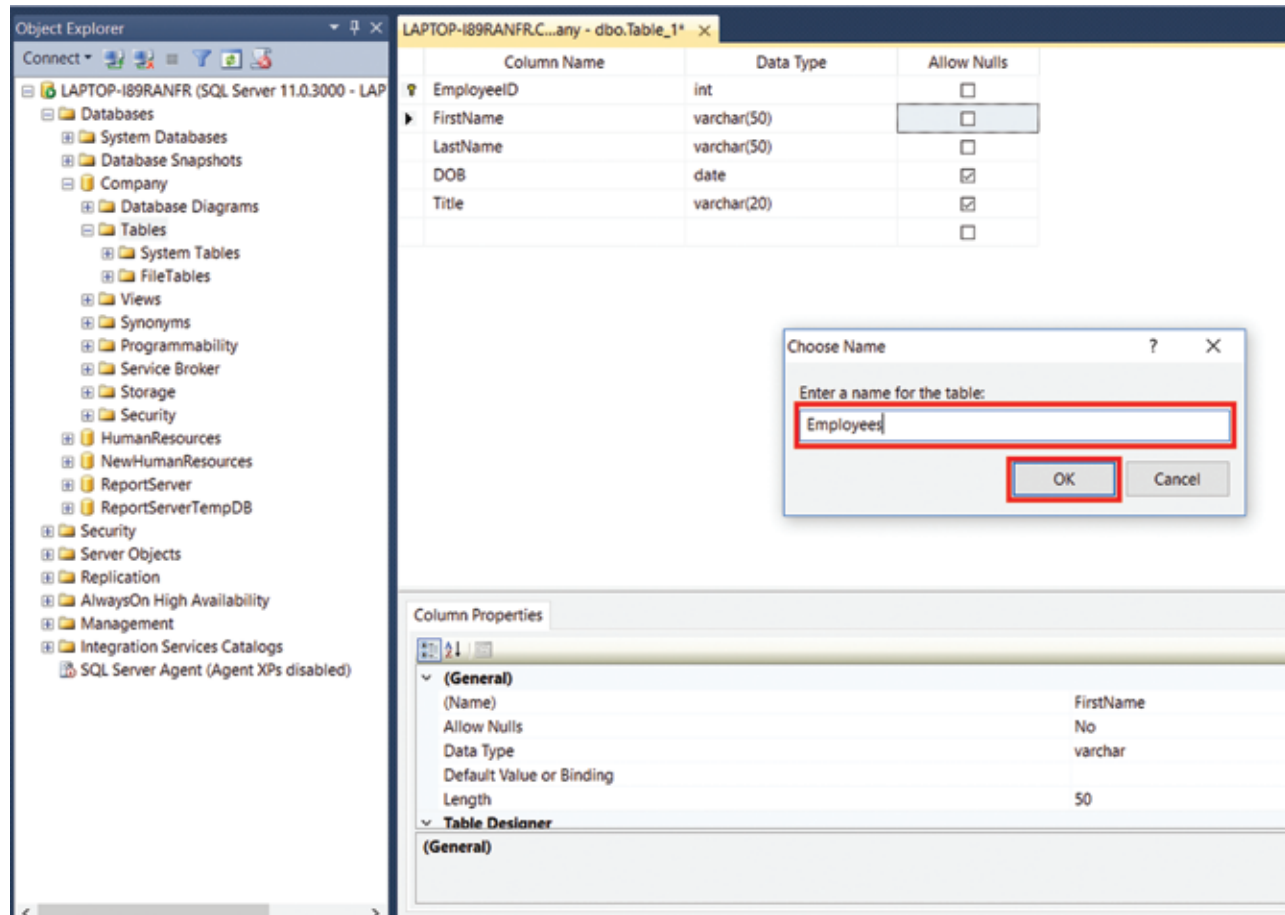 Object Explorer
Connect
LAPTOP-I89RANFR (SQL Server 11.0.3000 - LAP
Databases
System Databases
Database Snapshots
Company
Database Diagrams
Tables
System Tables
FileTables
Views
Synonyms
Programmability
Service Broker
Storage
Security
HumanResources
NewHumanResources
ReportServer
ReportServerTempDB
Security
Server Objects
Replication
AlwaysOn High Availability
Management
Integration Services Catalogs
SQL Server Agent (Agent XPs disabled)
LAPTOP-I89RANFR.C...any - dbo.Table_1*
Column Name Data Type Allow Nulls
EmployeeID int
FirstName varchar(50)
LastName varchar(50)
DOB date
Title varchar(20)
Choose Name ?
Enter a name for the table:
Employees
OK Cancel
Column Properties
(General)
(Name) FirstName
Allow Nulls No
Data Type varchar
Default Value or Binding
Length 50
Table Designer
(General)